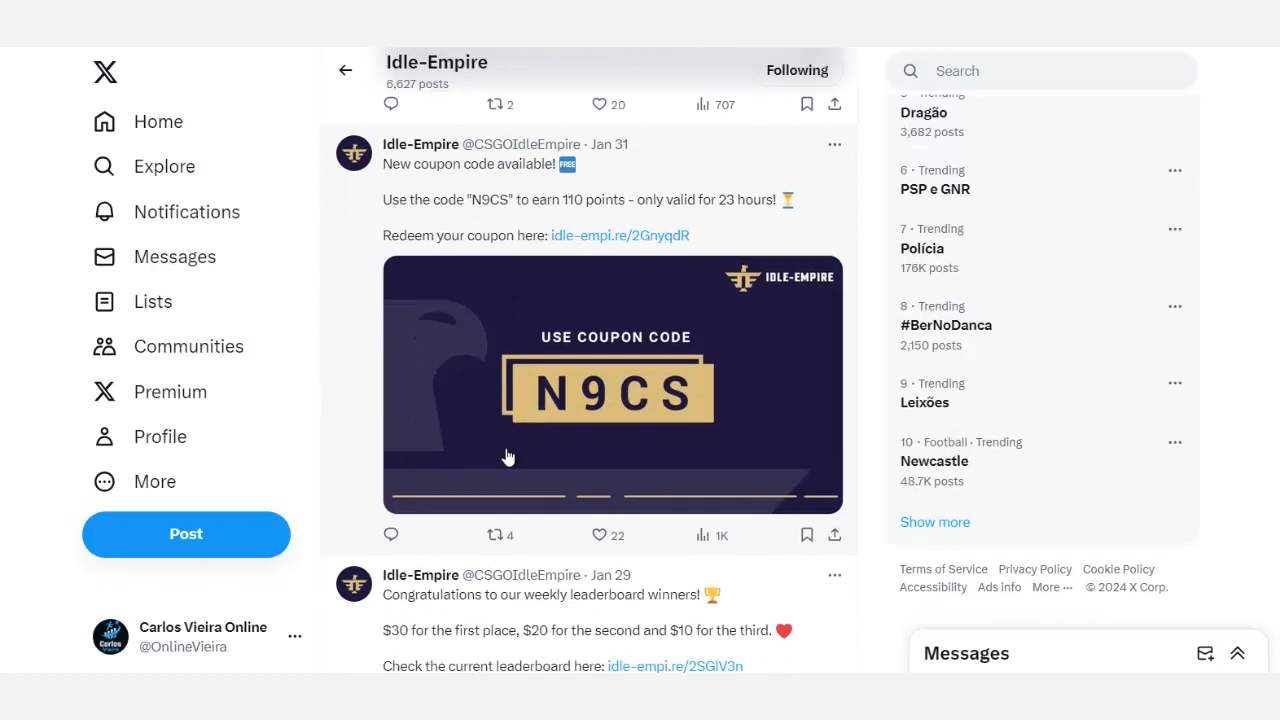 Home
Explore
Notifications
Messages
Lists
Communities
Premium
Profile
More
Post
Carlos Vieira Online
@OnlineVieira
Idle-Empire
6,627 posts
Following
2
20
707
Idle-Empire @CSGOIdleEmpire · Jan 31
New coupon code available! FREE
Use the code "N9CS" to earn 110 points - only valid for 23 hours!
Redeem your coupon here: idle-empi.re/2GnyqdR
IDLE-EMPIRE
USE COUPON CODE
N9CS
4
22
1K
Idle-Empire @CSGOIdleEmpire · Jan 29
Congratulations to our weekly leaderboard winners!
$30 for the first place, $20 for the second and $10 for the third.
Check the current leaderboard here: idle-empi.re/2SGlV3n
Search
Dragão
3,682 posts
6 · Trending
PSP e GNR
7 · Trending
Polícia
176K posts
8 · Trending
#BerNoDanca
2,150 posts
9 · Trending
Leixões
10 · Football · Trending
Newcastle
48.7K posts
Show more
Terms of Service Privacy Policy Cookie Policy
Accessibility Ads info More ··· © 2024 X Corp.
Messages